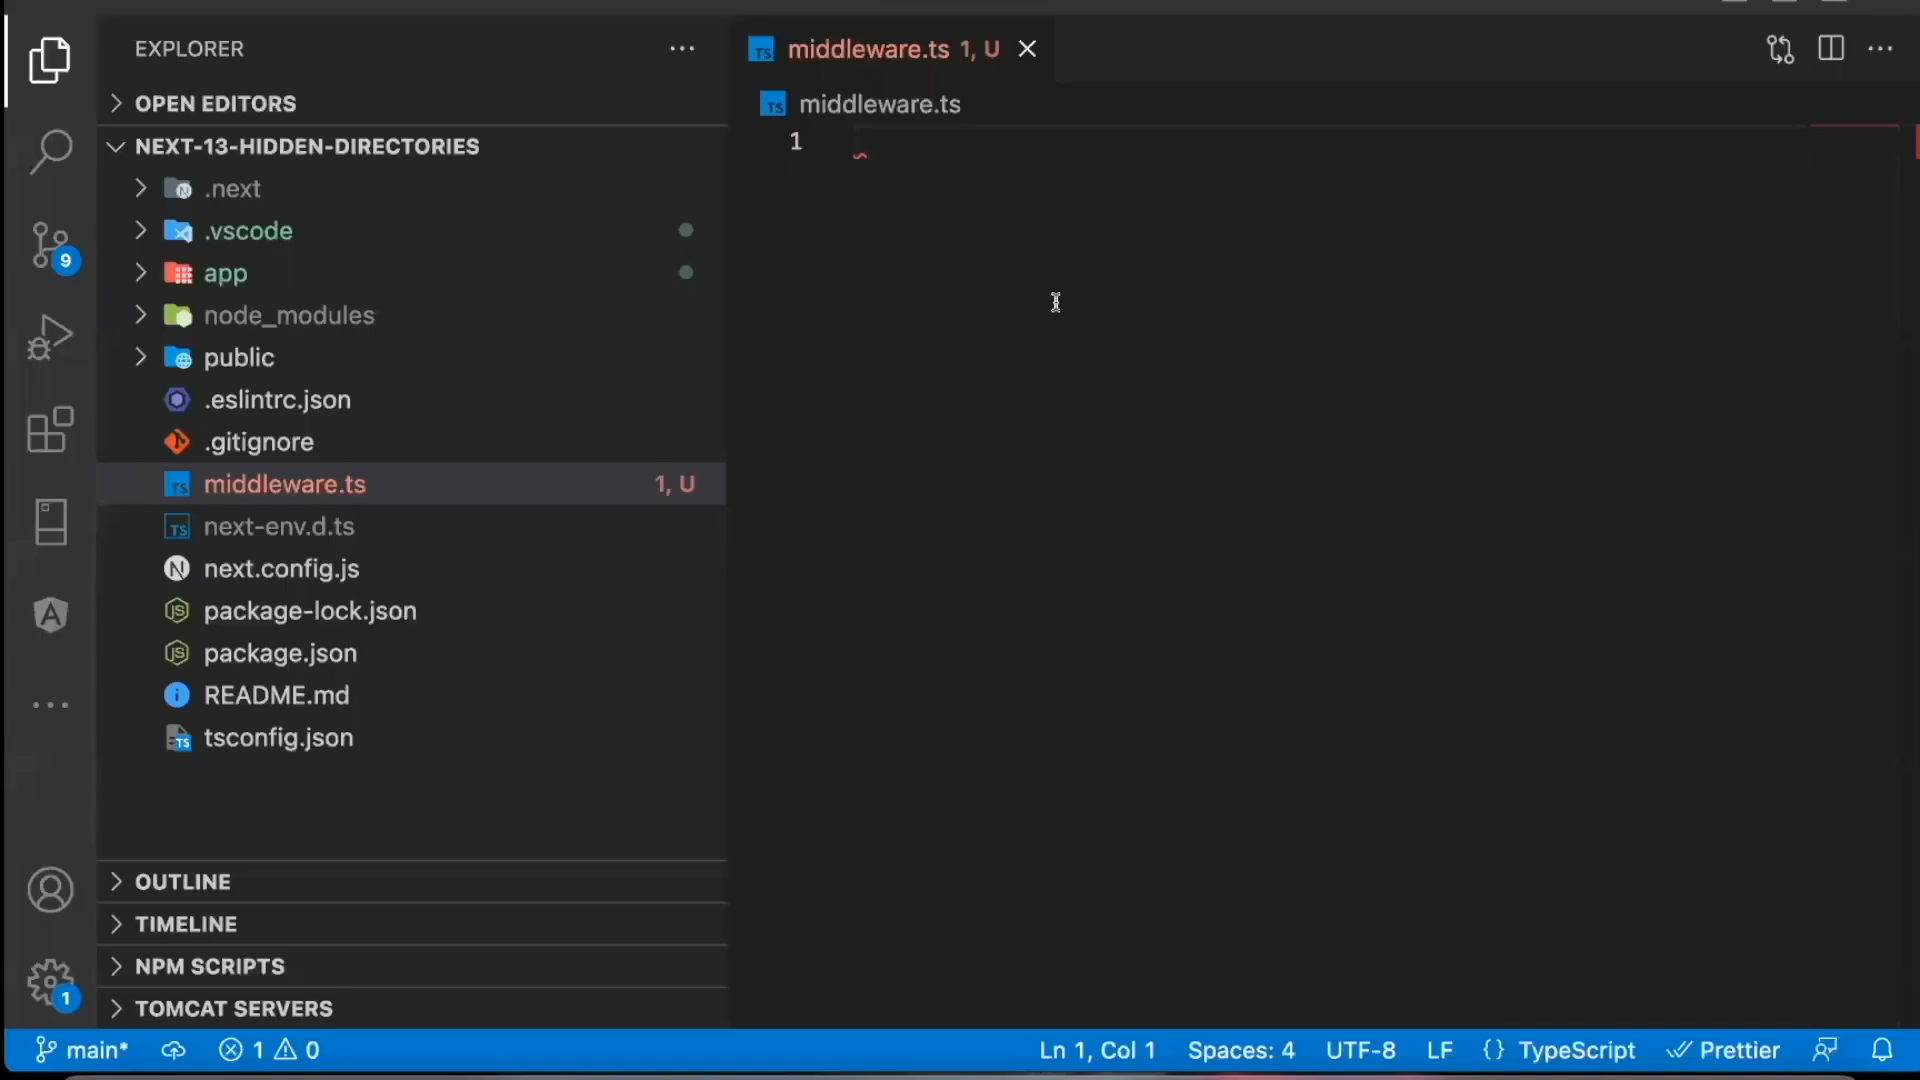 EXPLORER
OPEN EDITORS
NEXT-13-HIDDEN-DIRECTORIES
.next
.vscode
app
node_modules
public
.eslintrc.json
.gitignore
middleware.ts 1, U
next-env.d.ts
next.config.js
package-lock.json
package.json
README.md
tsconfig.json
OUTLINE
TIMELINE
NPM SCRIPTS
TOMCAT SERVERS
9
1
TS middleware.ts 1, U
TS middleware.ts
1
main* 1 0 Ln 1, Col 1 Spaces: 4 UTF-8 LF {} TypeScript Prettier